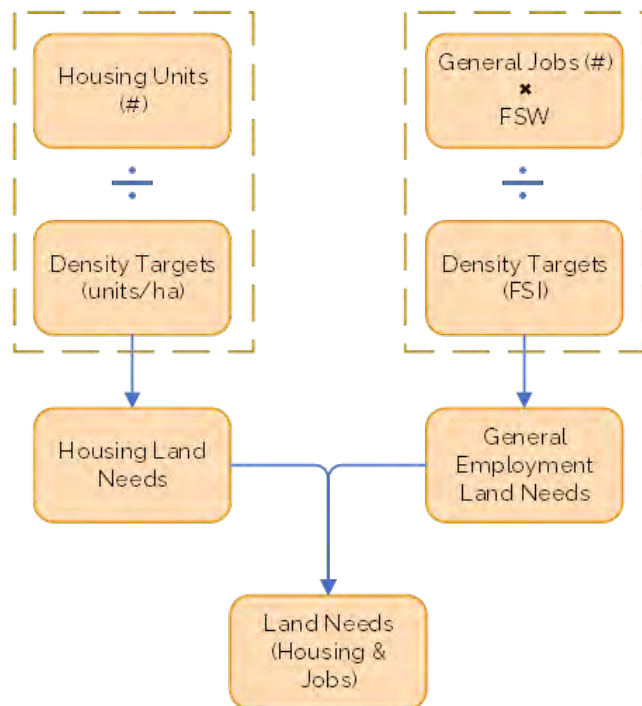 Housing Units
(#)
÷
Density Targets
(units/ha)
Housing Land
Needs
General Jobs (#)
×
FSW
÷
Density Targets
(FSI)
General
Employment
Land Needs
Land Needs
(Housing &
Jobs)